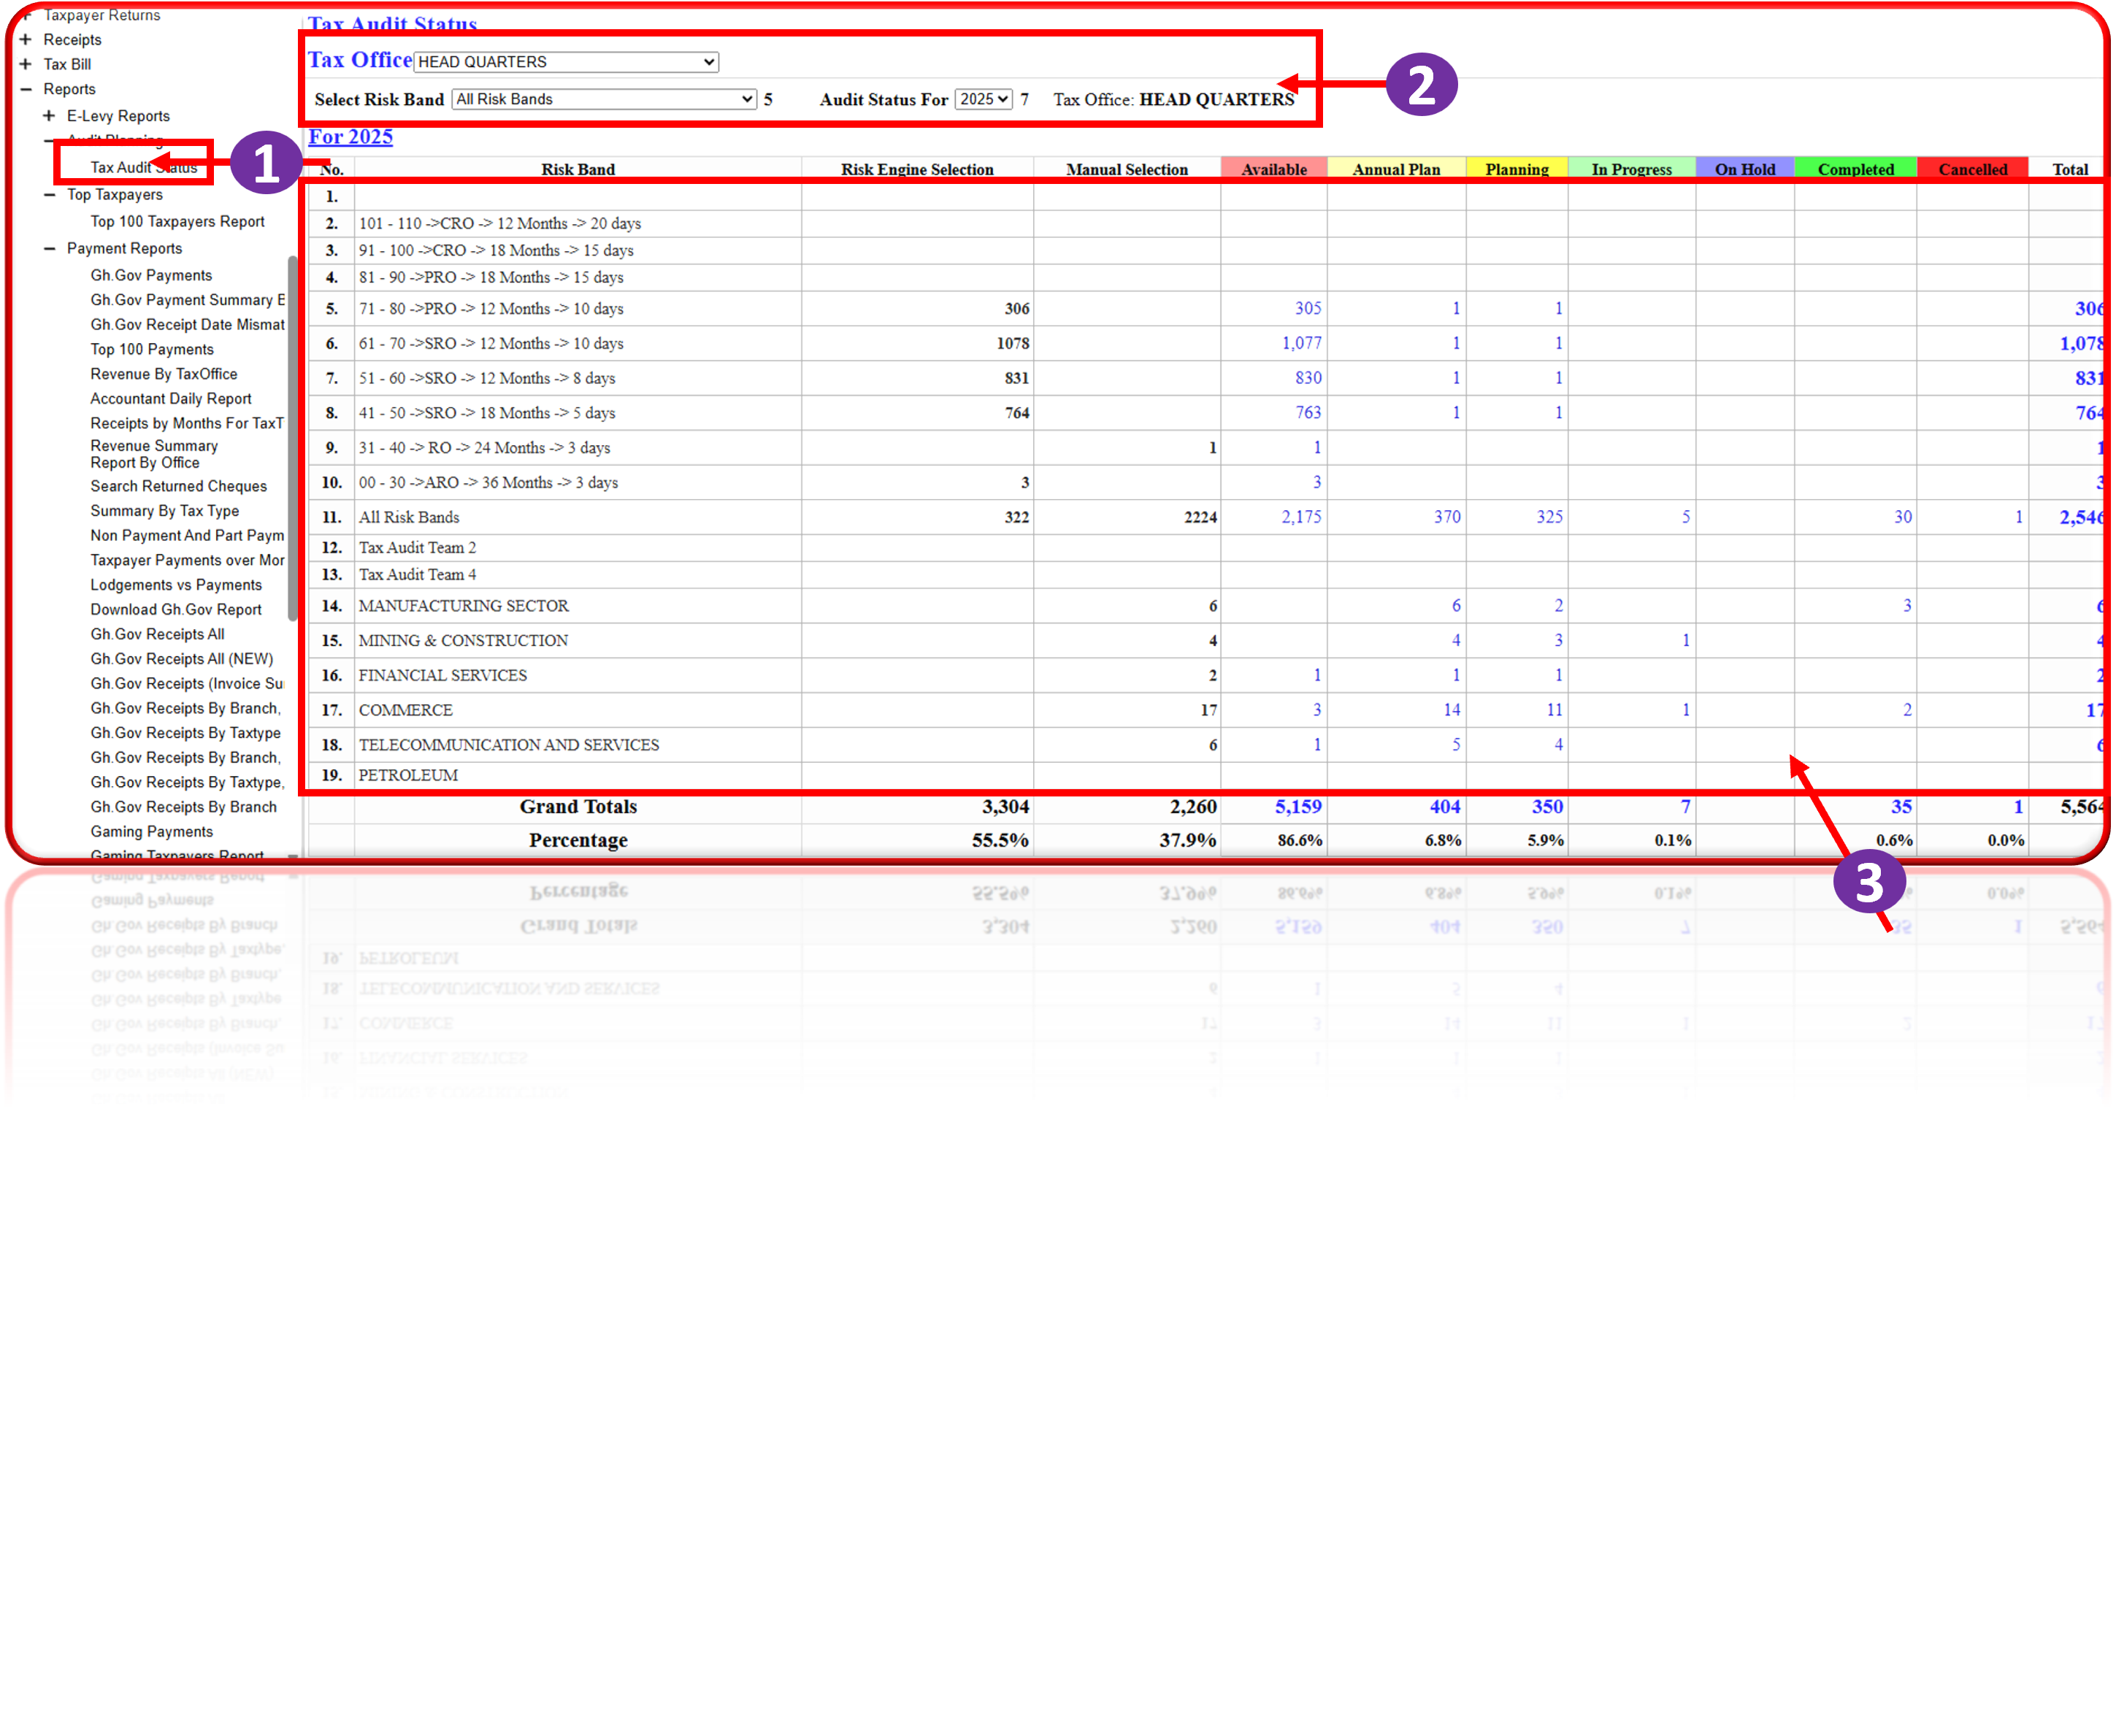 Taxpayer Returns
Receipts
Tax Bill
Reports
E-Levy Reports
Audit Planning
Tax Audit Status
Top Taxpayers
Top 100 Taxpayers Report
Payment Reports
Gh.Gov Payments
Gh.Gov Payment Summary B
Gh.Gov Receipt Date Mismat
Top 100 Payments
Revenue By TaxOffice
Accountant Daily Report
Receipts by Months For TaxT
Revenue Summary
Report By Office
Search Returned Cheques
Summary By Tax Type
Non Payment And Part Paym
Taxpayer Payments over Mor
Lodgements vs Payments
Download Gh.Gov Report
Gh.Gov Receipts All
Gh.Gov Receipts All (NEW)
Gh.Gov Receipts (Invoice Su
Gh.Gov Receipts By Branch,
Gh.Gov Receipts By Taxtype
Gh.Gov Receipts By Branch,
Gh.Gov Receipts By Taxtype,
Gh.Gov Receipts By Branch
Gaming Payments
Gaming Taxpayers Report
1
Tax Audit Status
Tax Office HEAD QUARTERS
2
Select Risk Band All Risk Bands 5 Audit Status For 2025 7 Tax Office: HEAD QUARTERS
For 2025
No. Risk Band Risk Engine Selection Manual Selection Available Annual Plan Planning In Progress On Hold Completed Cancelled Total
1.
2. 101 - 110 ->CRO -> 12 Months -> 20 days
3. 91 - 100 ->CRO -> 18 Months -> 15 days
4. 81 - 90 ->PRO -> 18 Months -> 15 days
5. 71 - 80 ->PRO -> 12 Months -> 10 days 306 305 1 1 306
6. 61 - 70 ->SRO -> 12 Months -> 10 days 1078 1,077 1 1 1,078
7. 51 - 60 ->SRO -> 12 Months -> 8 days 831 830 1 1 831
8. 41 - 50 ->SRO -> 18 Months -> 5 days 764 763 1 1 764
9. 31 - 40 -> RO -> 24 Months -> 3 days 1 1 1
10. 00 - 30 ->ARO -> 36 Months -> 3 days 3 3 3
11. All Risk Bands 322 2224 2,175 370 325 5 30 1 2,546
12. Tax Audit Team 2
13. Tax Audit Team 4
14. MANUFACTURING SECTOR 6 6 2 3 6
15. MINING & CONSTRUCTION 4 4 3 1 4
16. FINANCIAL SERVICES 2 1 1 1 2
17. COMMERCE 17 3 14 11 1 2 17
18. TELECOMMUNICATION AND SERVICES 6 1 5 4 6
19. PETROLEUM
Grand Totals 3,304 2,260 5,159 404 350 7 35 1 5,564
Percentage 55.5% 37.9% 86.6% 6.8% 5.9% 0.1% 0.6% 0.0%
3